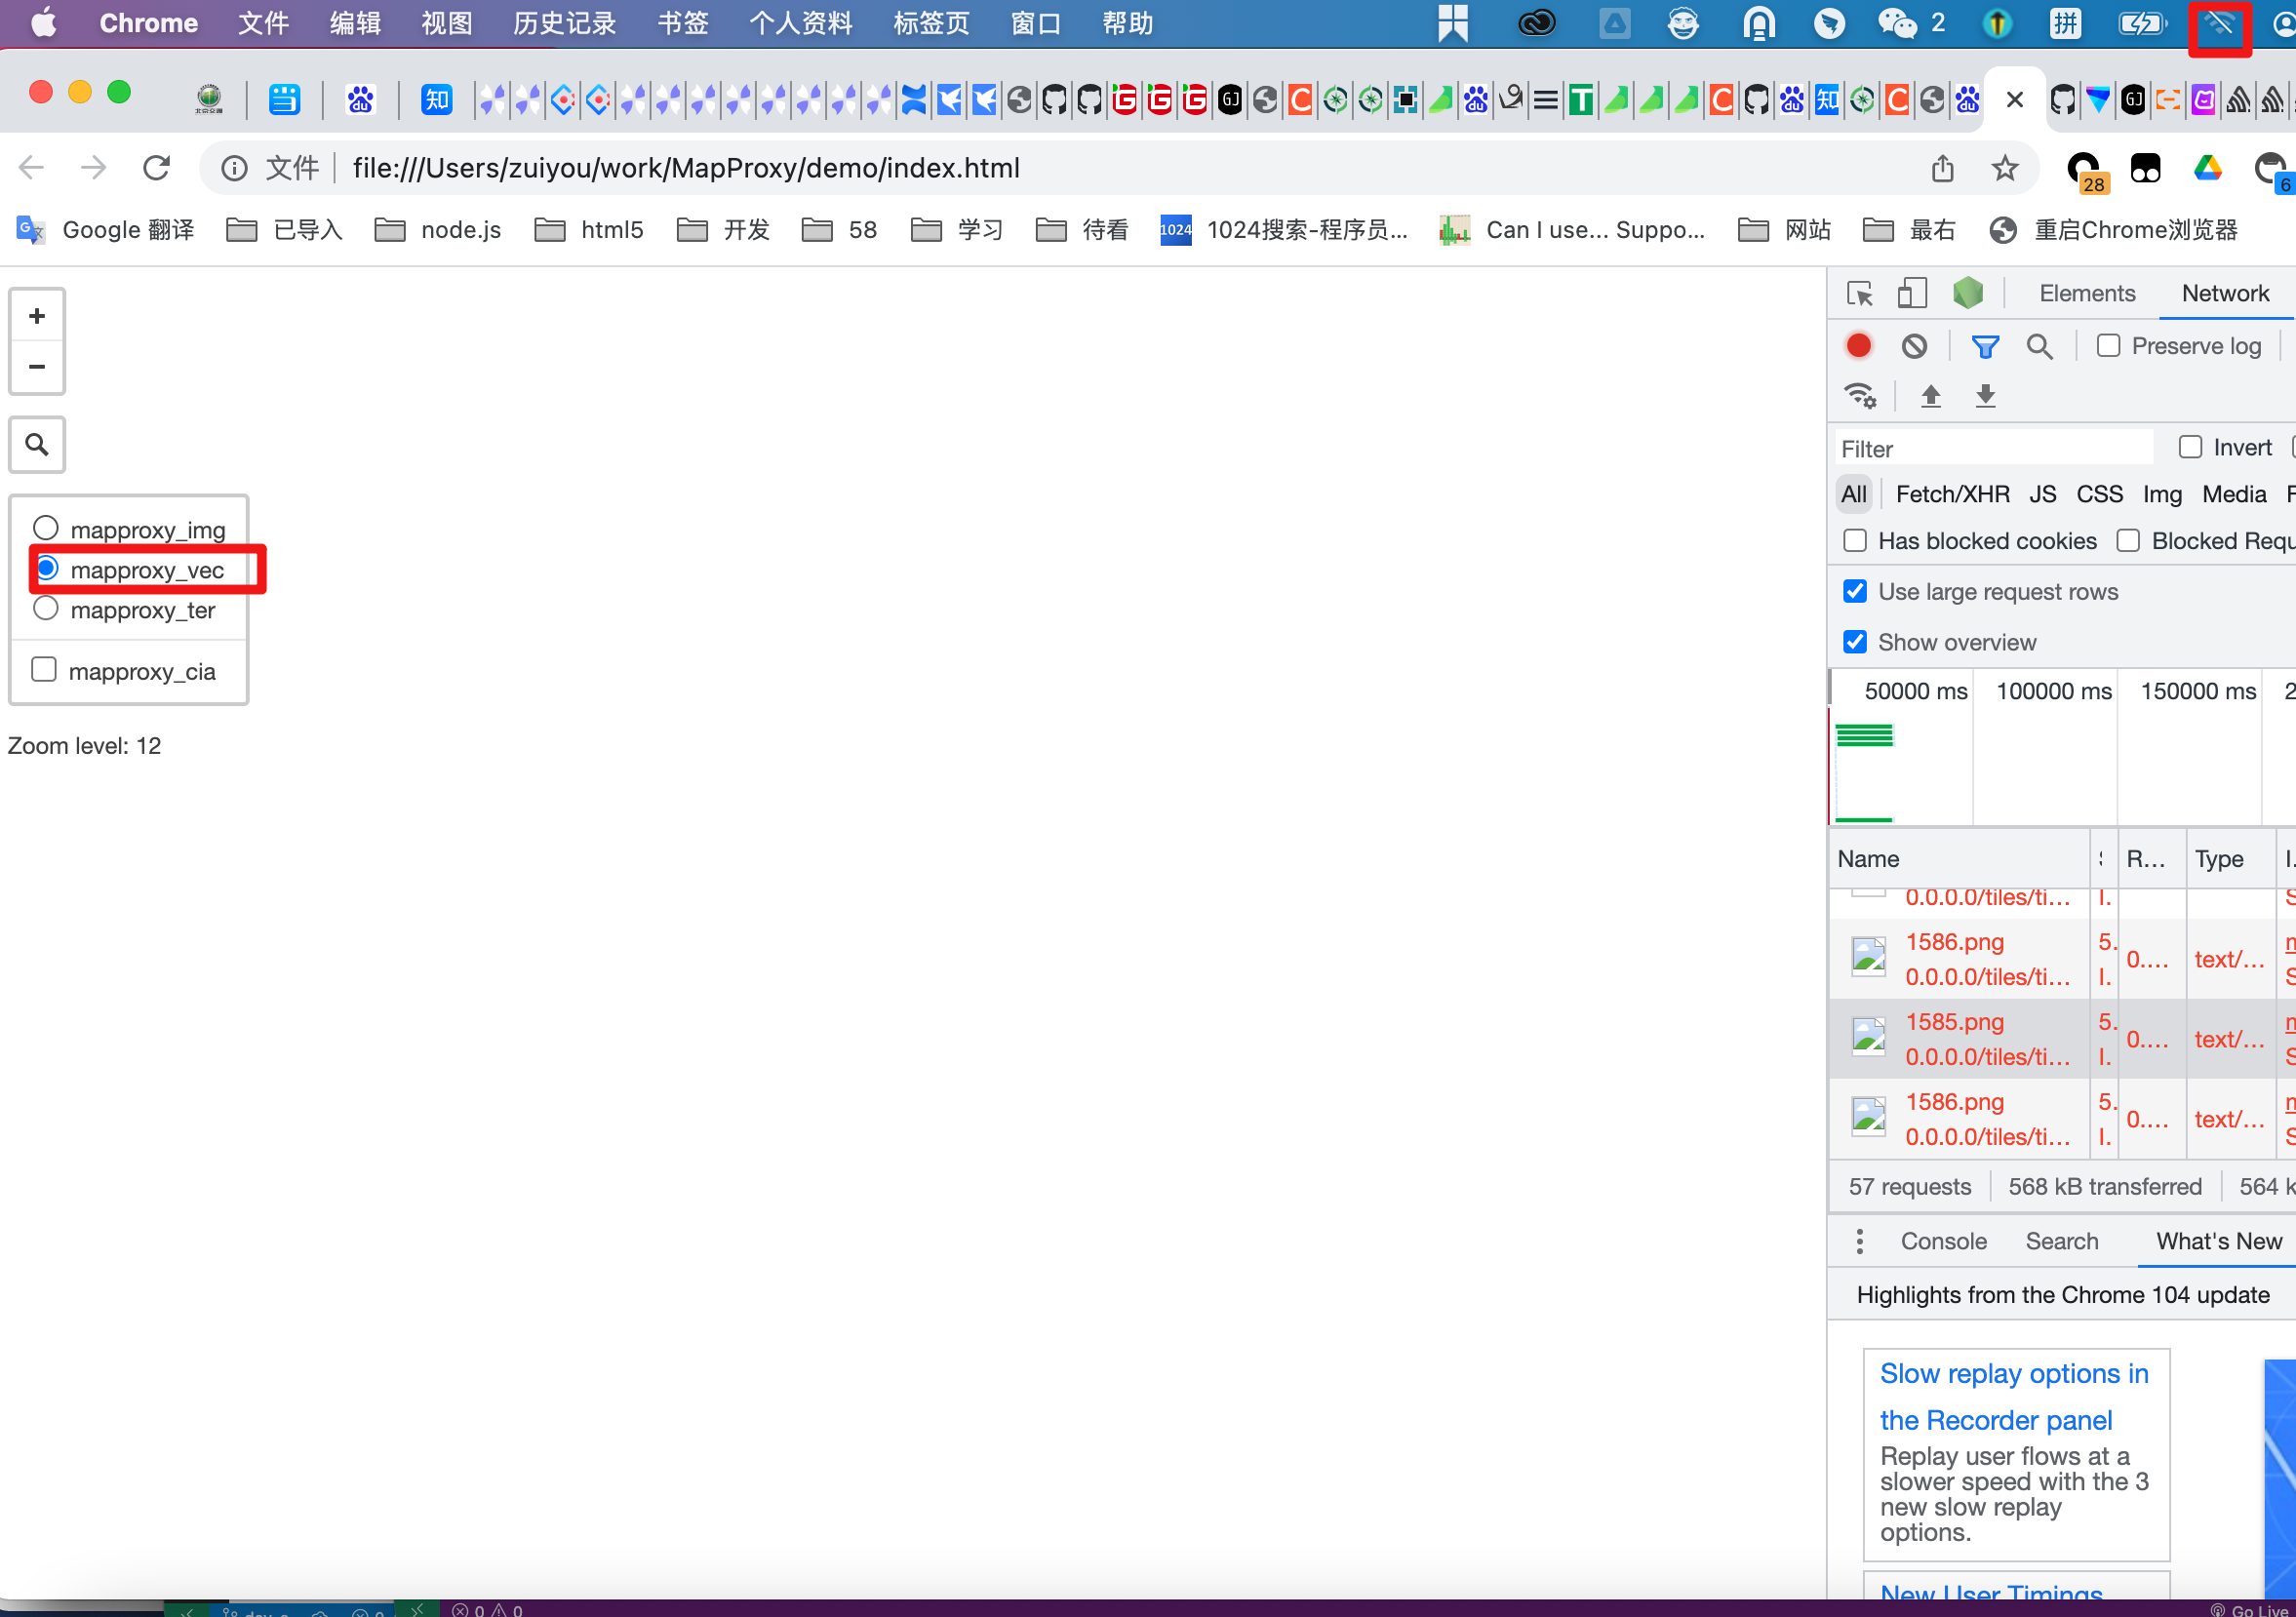 Chrome 文件 编辑 视图 历史记录 书签 个人资料 标签页 窗口 帮助 2 拼
知 GJ C T C 知 C GJ
文件 file:///Users/zuiyou/work/MapProxy/demo/index.html 28 6
Google 翻译 已导入 node.js html5 开发 58 学习 待看 1024 1024搜索-程序员... Can I use... Suppo... 网站 最右 重启Chrome浏览器
+
−
mapproxy_img
mapproxy_vec
mapproxy_ter
mapproxy_cia
Zoom level: 12
Elements Network
Preserve log
Filter Invert
All Fetch/XHR JS CSS Img Media F
Has blocked cookies Blocked Requ
Use large request rows
Show overview
50000 ms 100000 ms 150000 ms 2
Name R... Type I.
0.0.0.0/tiles/ti... I. S
1586.png 5. 0.... text/...
0.0.0.0/tiles/ti... I. S
1585.png 5. 0.... text/...
0.0.0.0/tiles/ti... I. S
1586.png 5. 0.... text/...
0.0.0.0/tiles/ti... I. S
57 requests 568 kB transferred 564 k
Console Search What's New
Highlights from the Chrome 104 update
Slow replay options in
the Recorder panel
Replay user flows at a
slower speed with the 3
new slow replay
options.
New User Timings
0 0 Go Live